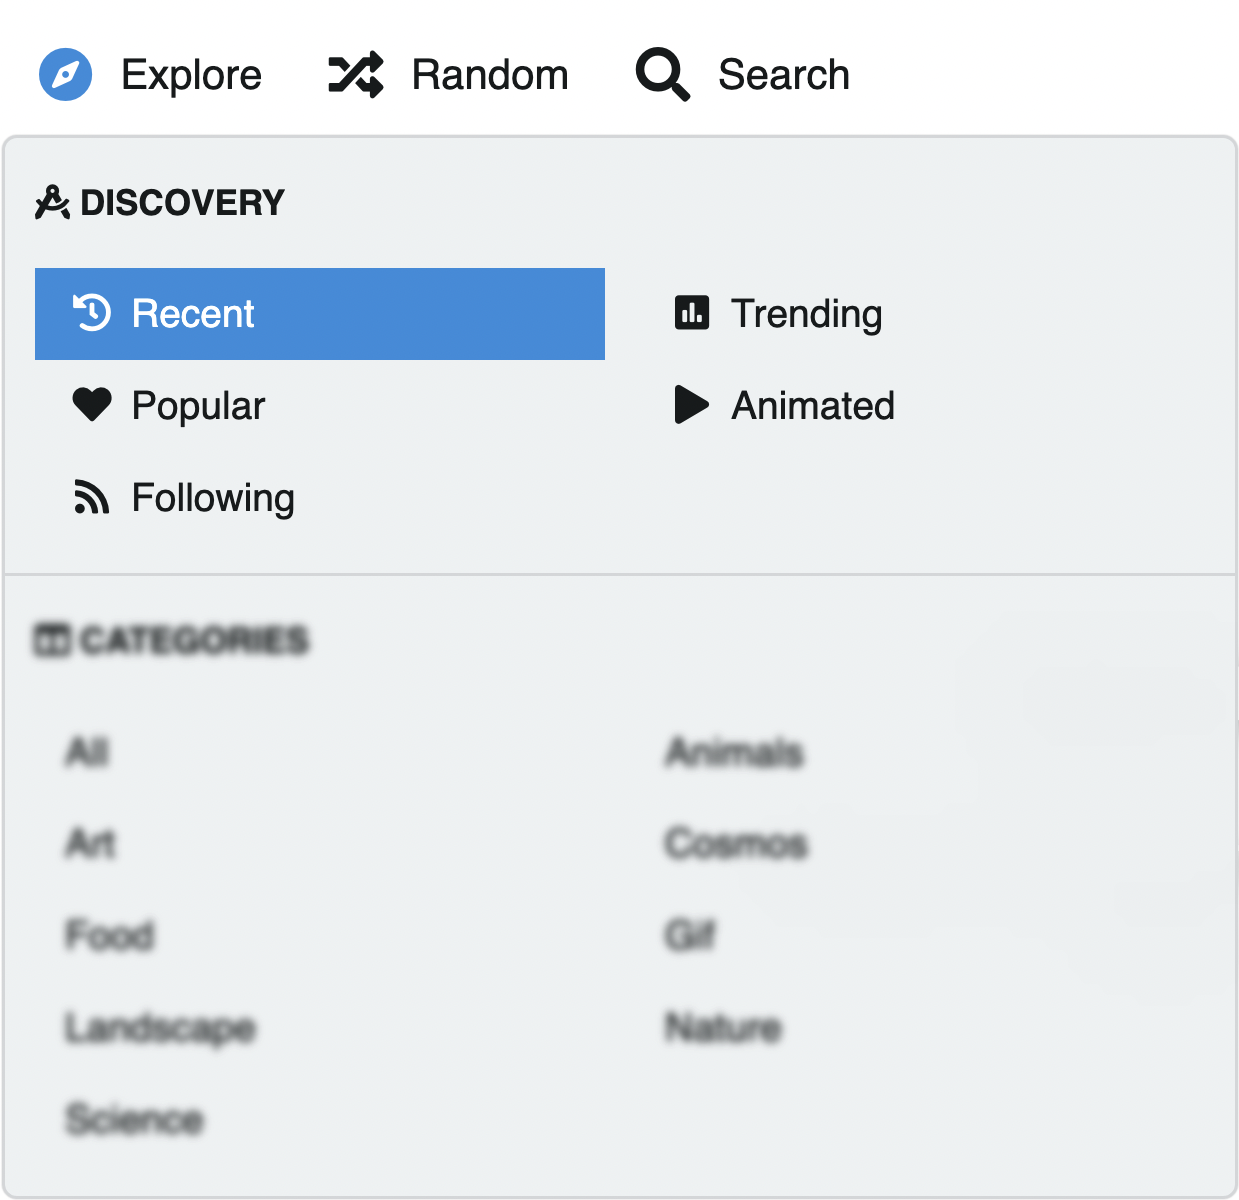 Explore Random Search
DISCOVERY
Recent Trending
Popular Animated
Following
CATEGORIES
All Animals
Art Cosmos
Food Gif
Landscape Nature
Science